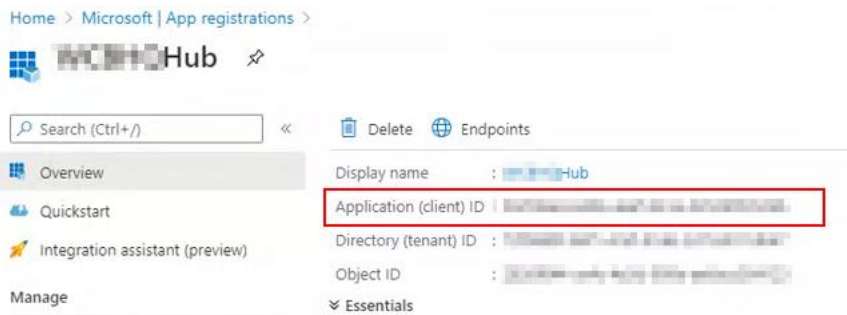 Home > Microsoft | App registrations >
Hub
Search (Ctrl+/)
«
Delete
Endpoints
Overview
Display name : Hub
Quickstart
Application (client) ID :
Integration assistant (preview)
Directory (tenant) ID :
Object ID :
Manage
Essentials